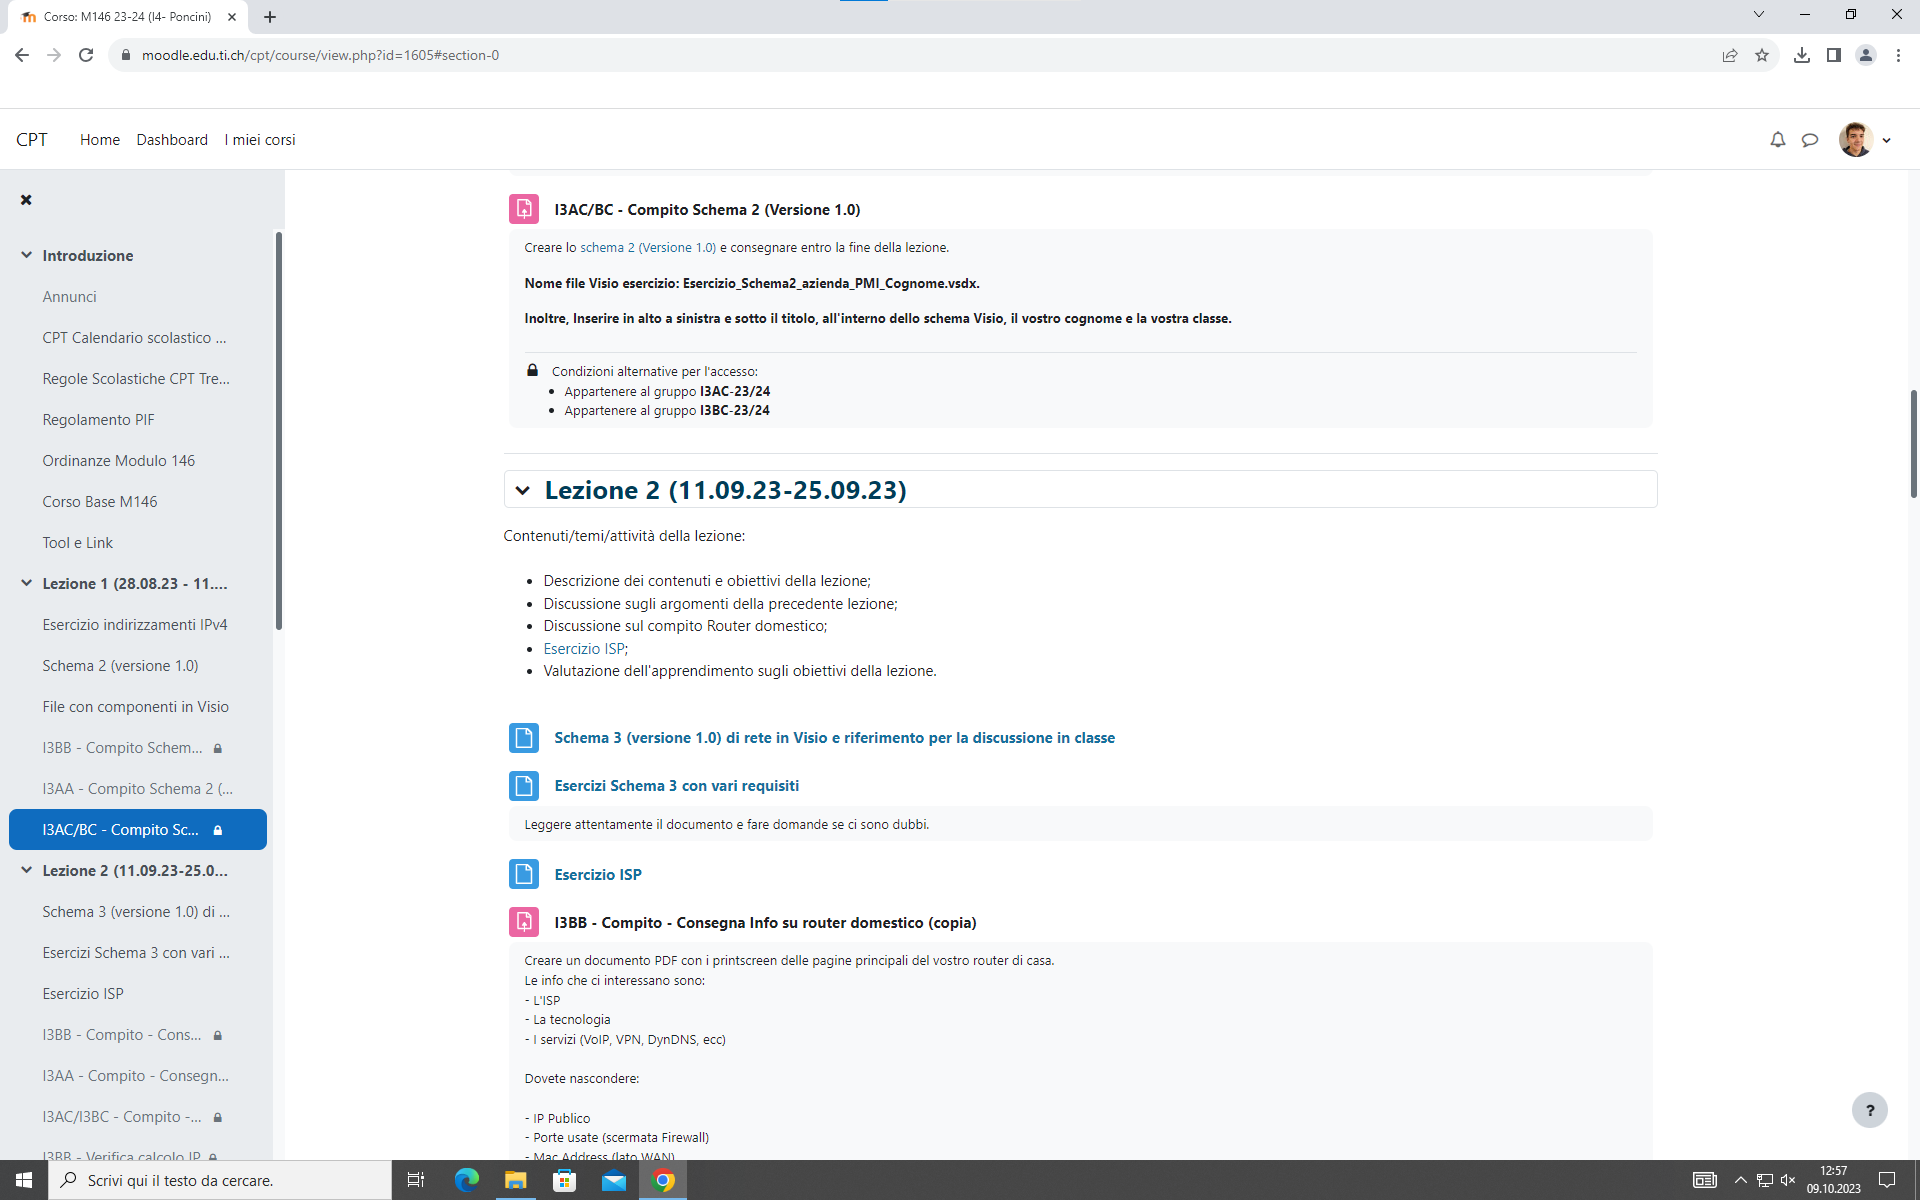 Corso: M146 23-24 (I4- Poncini)
moodle.edu.ti.ch/cpt/course/view.php?id=1605#section-0
CPT
Home
Dashboard
I miei corsi
Introduzione
Annunci
CPT Calendario scolastico ...
Regole Scolastiche CPT Tre...
Regolamento PIF
Ordinanze Modulo 146
Corso Base M146
Tool e Link
Lezione 1 (28.08.23 - 11....
Esercizio indirizzamenti IPv4
Schema 2 (versione 1.0)
File con componenti in Visio
I3BB - Compito Schem...
I3AA - Compito Schema 2 (...
I3AC/BC - Compito Sc...
Lezione 2 (11.09.23-25.0...
Schema 3 (versione 1.0) di ...
Esercizi Schema 3 con vari ...
Esercizio ISP
I3BB - Compito - Cons...
I3AA - Compito - Consegn...
I3AC/I3BC - Compito -...
I3BB - Verifica calcolo IP
I3AC/BC - Compito Schema 2 (Versione 1.0)
Creare lo schema 2 (Versione 1.0) e consegnare entro la fine della lezione.
Nome file Visio esercizio: Esercizio_Schema2_azienda_PMI_Cognome.vsdx.
Inoltre, Inserire in alto a sinistra e sotto il titolo, all'interno dello schema Visio, il vostro cognome e la vostra classe.
Condizioni alternative per l'accesso:
• Appartenere al gruppo I3AC-23/24
• Appartenere al gruppo I3BC-23/24
Lezione 2 (11.09.23-25.09.23)
Contenuti/temi/attività della lezione:
• Descrizione dei contenuti e obiettivi della lezione;
• Discussione sugli argomenti della precedente lezione;
• Discussione sul compito Router domestico;
• Esercizio ISP;
• Valutazione dell'apprendimento sugli obiettivi della lezione.
Schema 3 (versione 1.0) di rete in Visio e riferimento per la discussione in classe
Esercizi Schema 3 con vari requisiti
Leggere attentamente il documento e fare domande se ci sono dubbi.
Esercizio ISP
I3BB - Compito - Consegna Info su router domestico (copia)
Creare un documento PDF con i printscreen delle pagine principali del vostro router di casa.
Le info che ci interessano sono:
- L'ISP
- La tecnologia
- I servizi (VoIP, VPN, DynDNS, ecc)
Dovete nascondere:
- IP Publico
- Porte usate (scermata Firewall)
- Mac Address (lato WAN)
?
Scrivi qui il testo da cercare.
12:57
09.10.2023